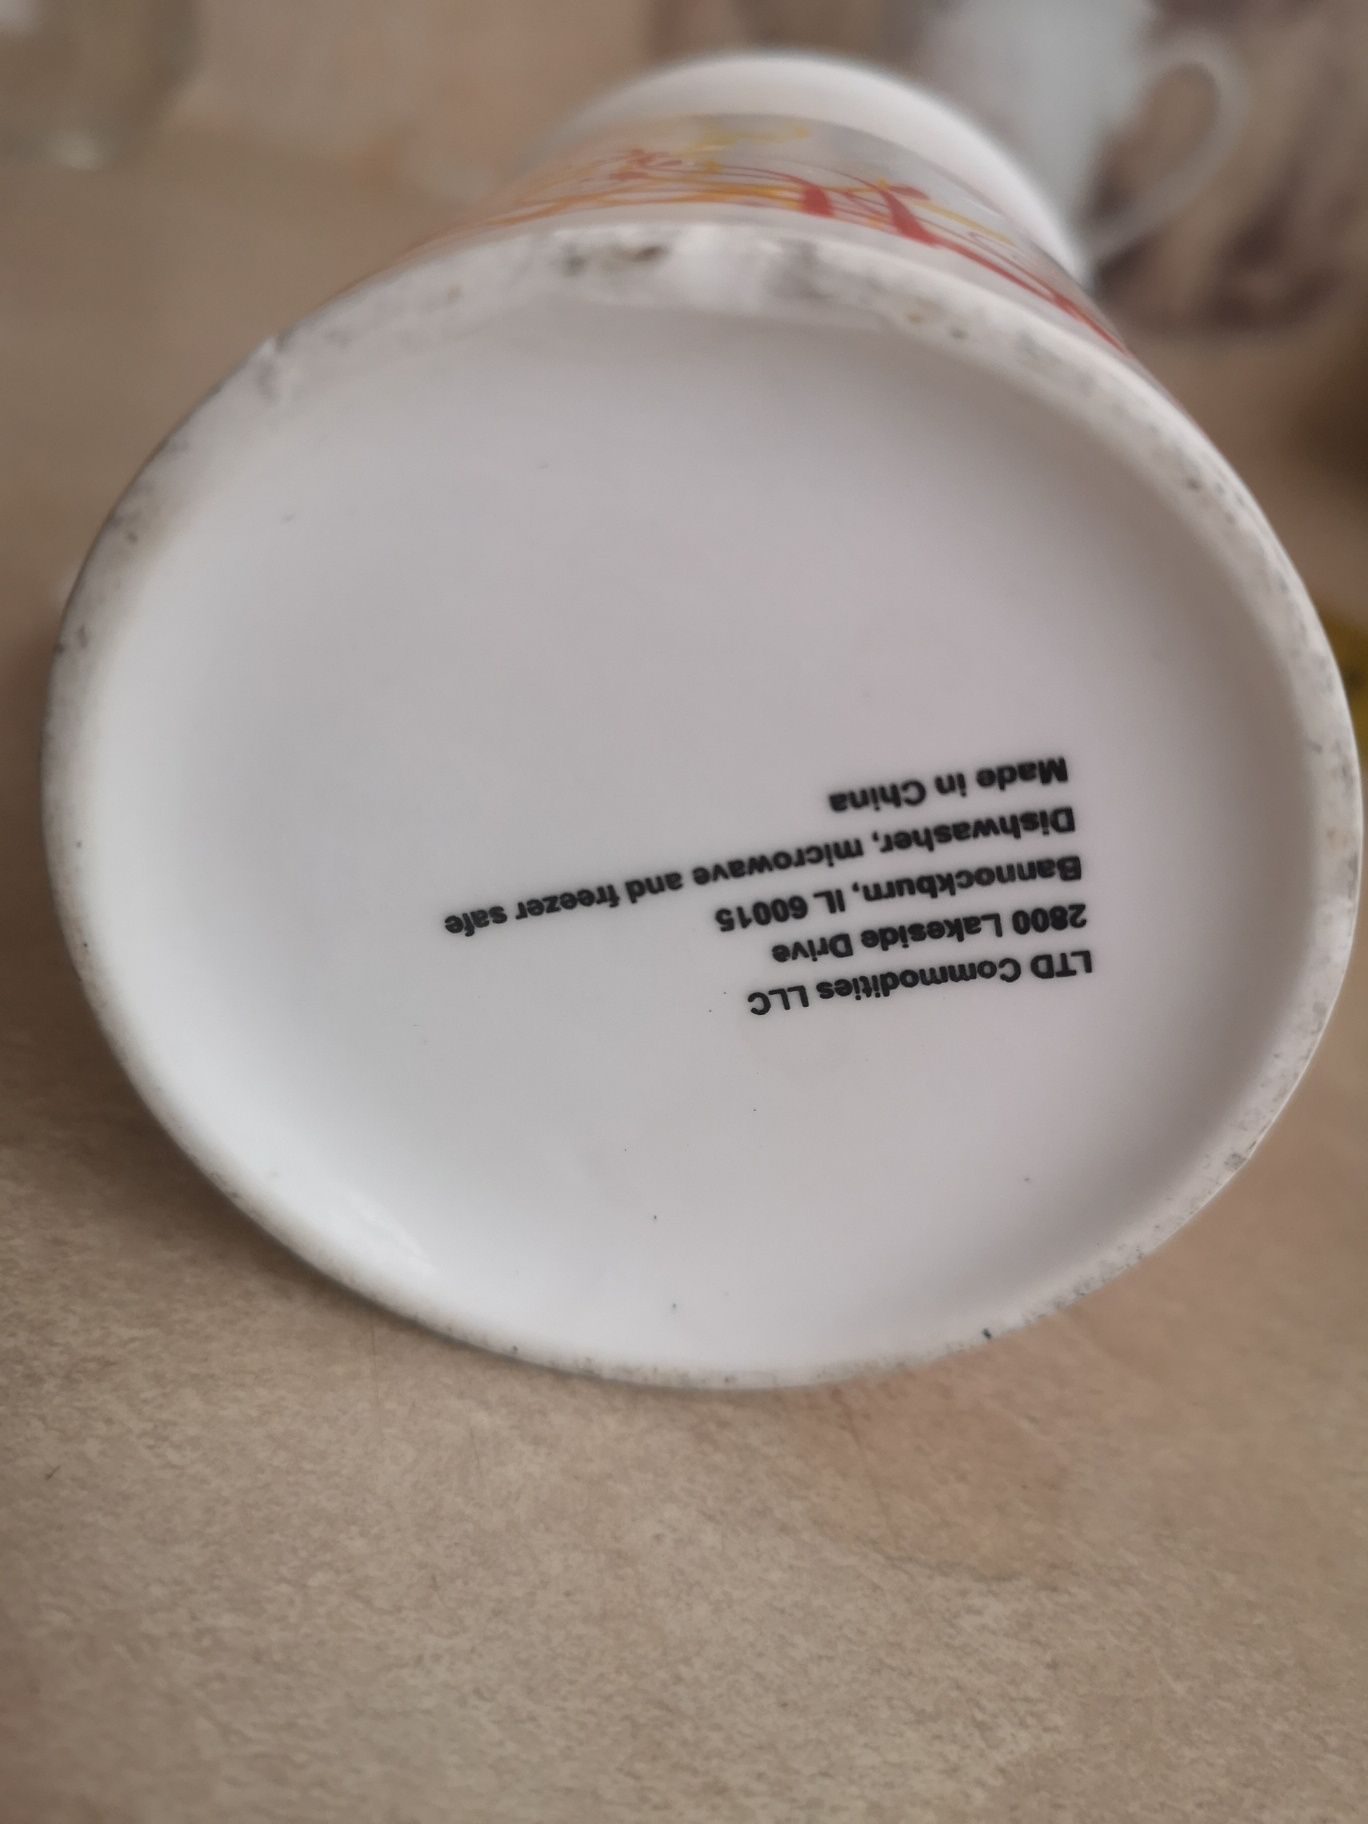 LTD Commodities LLC
2800 Lakeside Drive
Bannockburn, IL 60015
Dishwasher, microwave and freezer safe
Made in China